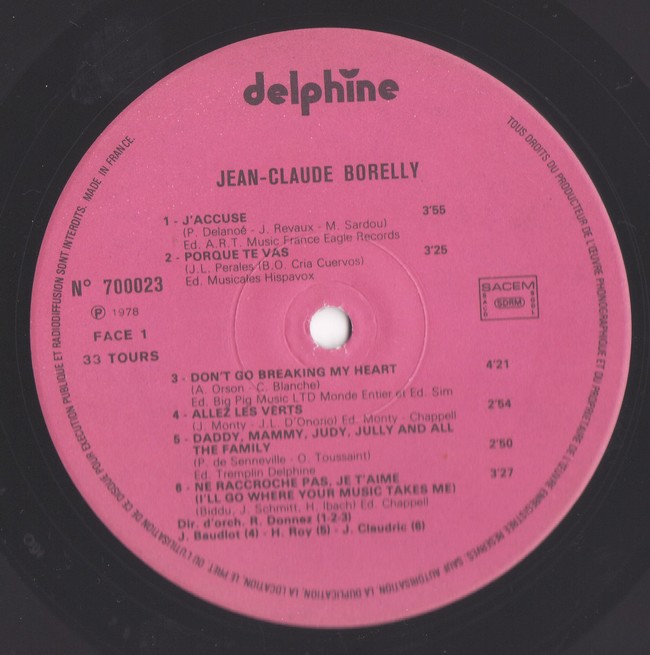 delphine
JEAN-CLAUDE BORELLY
1 - J'ACCUSE 3'55
(P. Delanoé - J. Revaux - M. Sardou)
Ed. A.R.T. Music France Eagle Records
2 - PORQUE TE VAS 3'25
(J.L. Perales (B.O. Cria Cuervos)
Ed. Musicales Hispavox
N° 700023
℗ 1978
FACE 1
33 TOURS
SACEM
SDRM
3 - DON'T GO BREAKING MY HEART 4'21
(A. Orson - C. Blanche)
Ed. Big Pig Music LTD Monde Entier et Ed. Sim
4 - ALLEZ LES VERTS 2'54
(J. Monty - J.L. D'Onorio) Ed. Monty - Chappell
5 - DADDY, MAMMY, JUDY, JULLY AND ALL
THE FAMILY 2'50
(P. de Senneville - O. Toussaint)
Ed. Tremplin Delphine
6 - NE RACCROCHE PAS, JE T'AIME 3'27
(I'LL GO WHERE YOUR MUSIC TAKES ME)
(Biddu, J. Schmitt, H. Ibach) Ed. Chappell
Dir. d'orch. R. Donnez (1-2-3)
J. Baudlot (4) - H. Roy (5) - J. Claudric (6)
TOUS DROITS DU PRODUCTEUR DE L'ŒUVRE PHONOGRAPHIQUE ET DU PROPRIETAIRE DE L'ŒUVRE ENREGISTREE RESERVES. SAUF AUTORISATION. LA DUPLICATION, LA LOCATION, LE PRET OU L'UTILISATION DE CE DISQUE POUR EXECUTION PUBLIQUE ET RADIODIFFUSION SONT INTERDITS. MADE IN FRANCE.